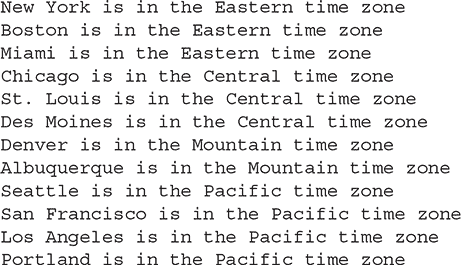 New York is in the Eastern time zone
Boston is in the Eastern time zone
Miami is in the Eastern time zone
Chicago is in the Central time zone
St. Louis is in the Central time zone
Des Moines is in the Central time zone
Denver is in the Mountain time zone
Albuquerque is in the Mountain time zone
Seattle is in the Pacific time zone
San Francisco is in the Pacific time zone
Los Angeles is in the Pacific time zone
Portland is in the Pacific time zone